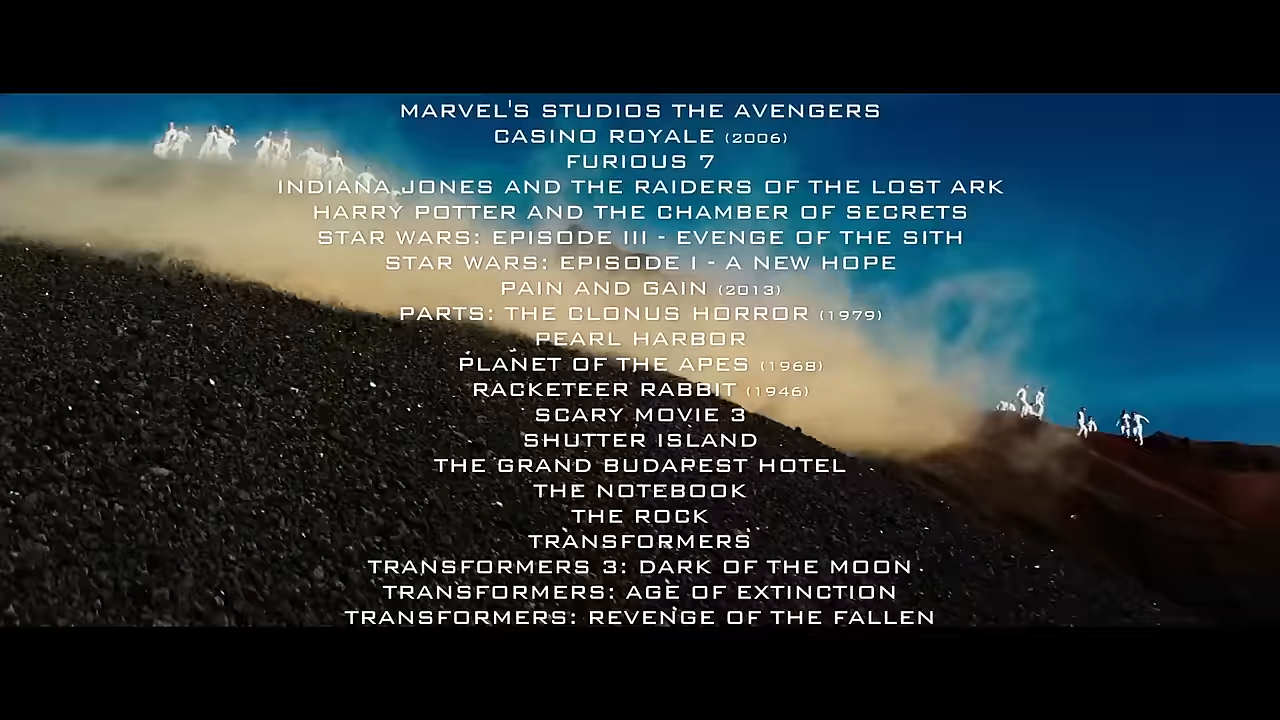 MARVEL'S STUDIOS THE AVENGERS
CASINO ROYALE (2006)
FURIOUS 7
INDIANA JONES AND THE RAIDERS OF THE LOST ARK
HARRY POTTER AND THE CHAMBER OF SECRETS
STAR WARS: EPISODE III - EVENGE OF THE SITH
STAR WARS: EPISODE I - A NEW HOPE
PAIN AND GAIN (2013)
PARTS: THE CLONUS HORROR (1979)
PEARL HARBOR
PLANET OF THE APES (1968)
RACKETEER RABBIT (1946)
SCARY MOVIE 3
SHUTTER ISLAND
THE GRAND BUDAPEST HOTEL
THE NOTEBOOK
THE ROCK
TRANSFORMERS
TRANSFORMERS 3: DARK OF THE MOON
TRANSFORMERS: AGE OF EXTINCTION
TRANSFORMERS: REVENGE OF THE FALLEN